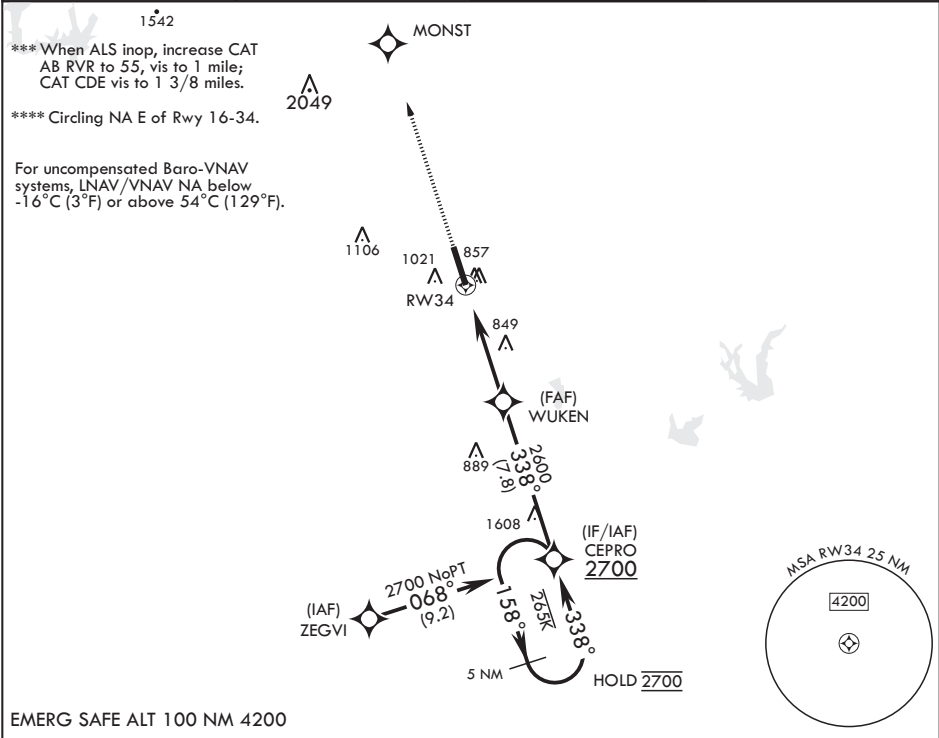 1542
*** When ALS inop, increase CAT
AB RVR to 55, vis to 1 mile;
CAT CDE vis to 1 3/8 miles.
**** Circling NA E of Rwy 16-34.
For uncompensated Baro-VNAV
systems, LNAV/VNAV NA below
-16°C (3°F) or above 54°C (129°F).
MONST
2049
1106
1021
857
RW34
849
(FAF)
WUKEN
889
2600
338°
(7.8)
1608
(IF/IAF)
CEPRO
2700
2700 NoPT
068°
(9.2)
(IAF)
ZEGVI
158°
265K
338°
5 NM
HOLD 2700
MSA RW34 25 NM
4200
EMERG SAFE ALT 100 NM 4200